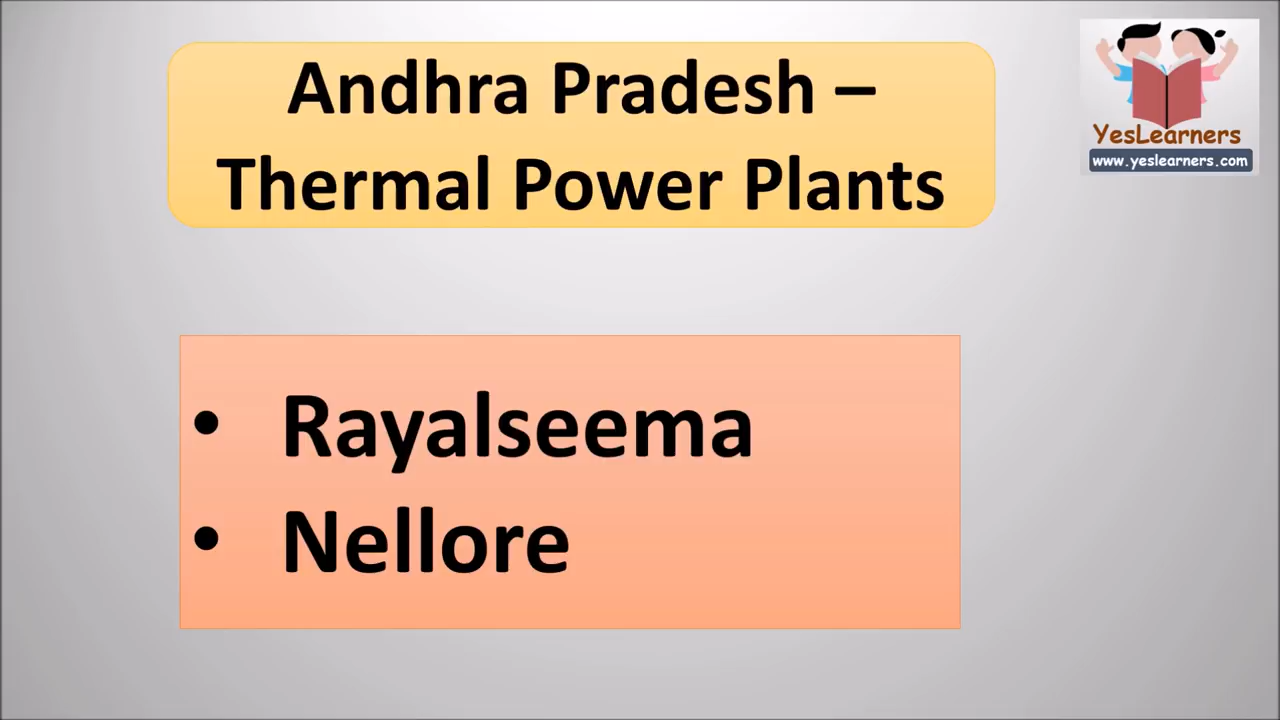 Andhra Pradesh –
Thermal Power Plants
YesLearners
www.yeslearners.com
• Rayalseema
• Nellore